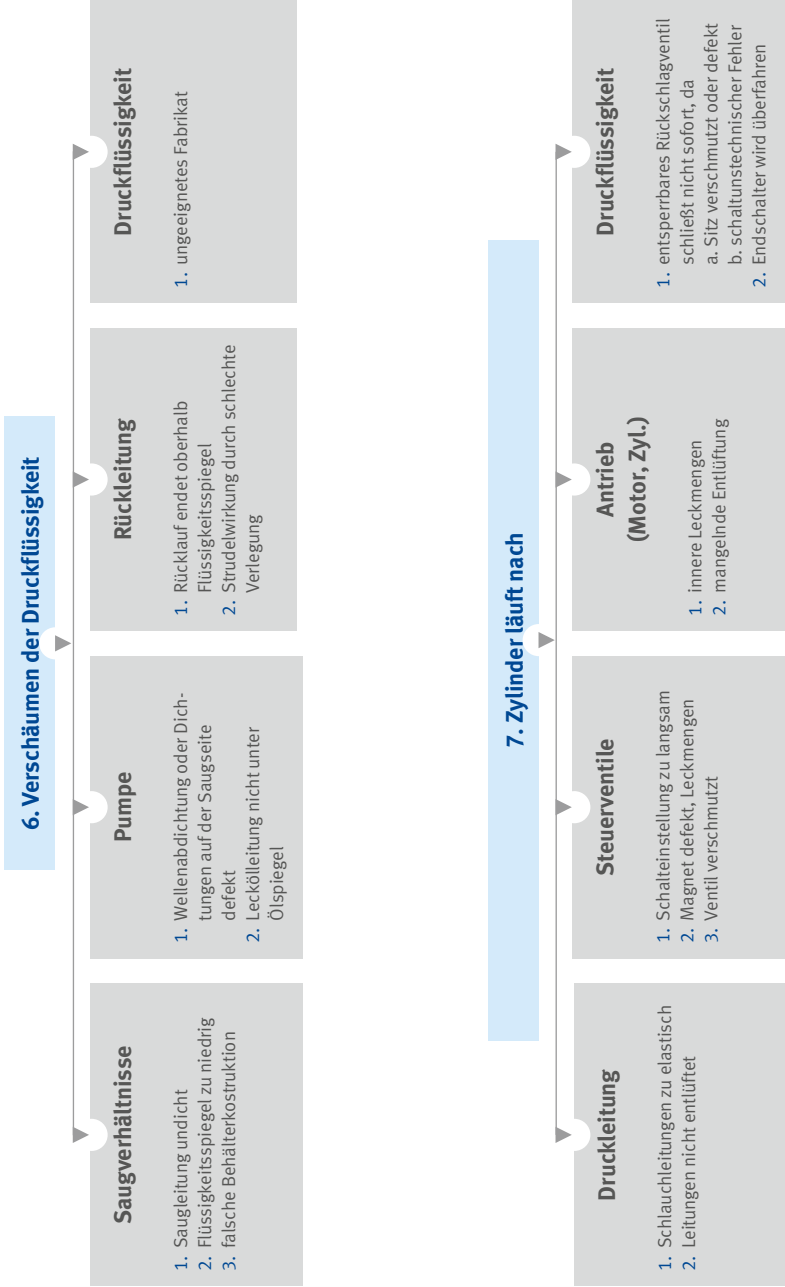 6. Verschäumen der Druckflüssigkeit
Saugverhältnisse
1. Saugleitung undicht
2. Flüssigkeitsspiegel zu niedrig
3. falsche Behälterkostruktion
Pumpe
1. Wellenabdichtung oder Dich-
tungen auf der Saugseite
defekt
2. Leckölleitung nicht unter
Ölspiegel
Rückleitung
1. Rücklauf endet oberhalb
Flüssigkeitsspiegel
2. Strudelwirkung durch schlechte
Verlegung
Druckflüssigkeit
1. ungeeignetes Fabrikat
7. Zylinder läuft nach
Druckleitung
1. Schlauchleitungen zu elastisch
2. Leitungen nicht entlüftet
Steuerventile
1. Schalteinstellung zu langsam
2. Magnet defekt, Leckmengen
3. Ventil verschmutzt
Antrieb
(Motor, Zyl.)
1. innere Leckmengen
2. mangelnde Entlüftung
Druckflüssigkeit
1. entsperrbares Rückschlagventil
schließt nicht sofort, da
a. Sitz verschmutzt oder defekt
b. schaltunstechnischer Fehler
2. Endschalter wird überfahren